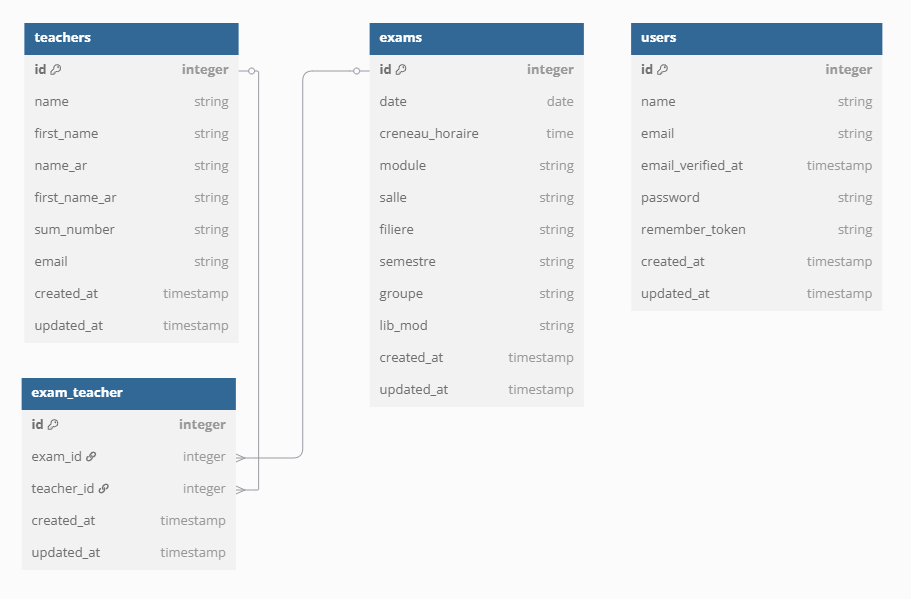 teachers
id integer
name string
first_name string
name_ar string
first_name_ar string
sum_number string
email string
created_at timestamp
updated_at timestamp
exam_teacher
id integer
exam_id integer
teacher_id integer
created_at timestamp
updated_at timestamp
exams
id integer
date date
creneau_horaire time
module string
salle string
filiere string
semestre string
groupe string
lib_mod string
created_at timestamp
updated_at timestamp
users
id integer
name string
email string
email_verified_at timestamp
password string
remember_token string
created_at timestamp
updated_at timestamp